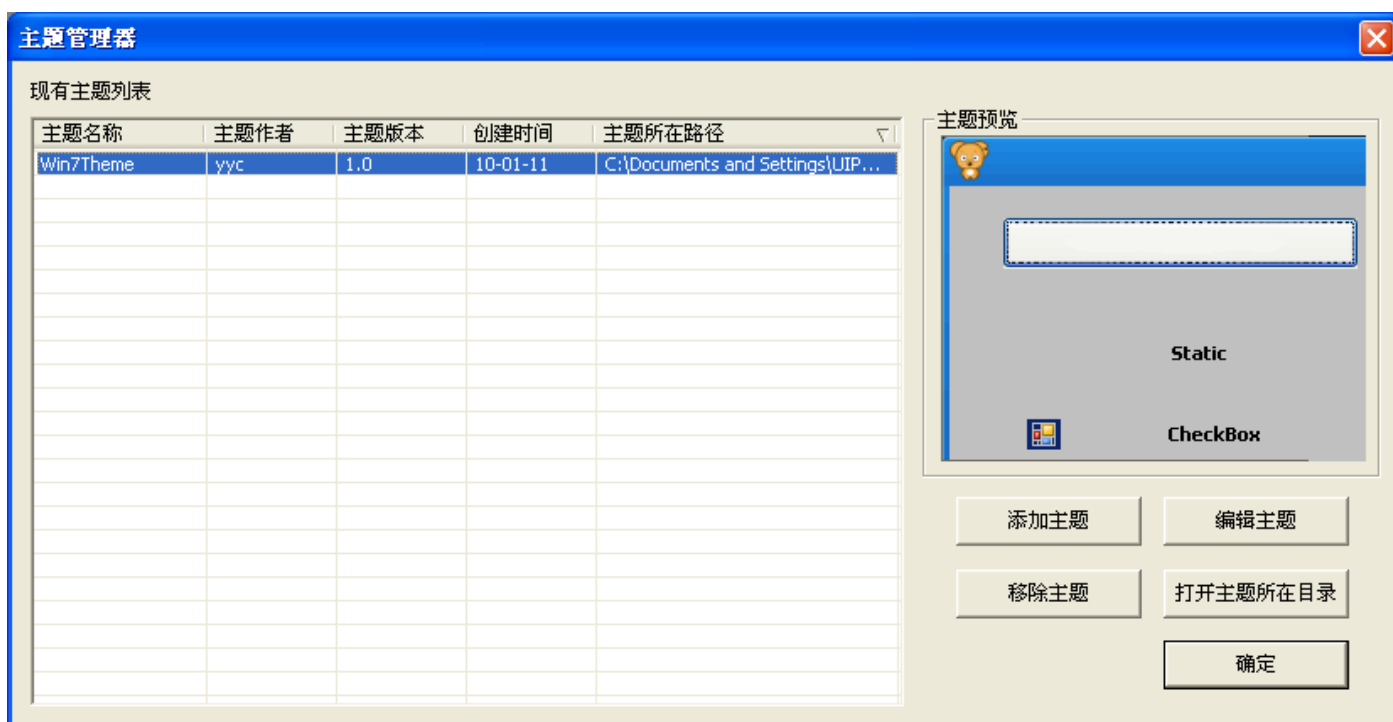 主题管理器
现有主题列表
主题名称 主题作者 主题版本 创建时间 主题所在路径
Win7Theme yyc 1.0 10-01-11 C:\Documents and Settings\UIP...
主题预览
Static
CheckBox
添加主题 编辑主题
移除主题 打开主题所在目录
确定